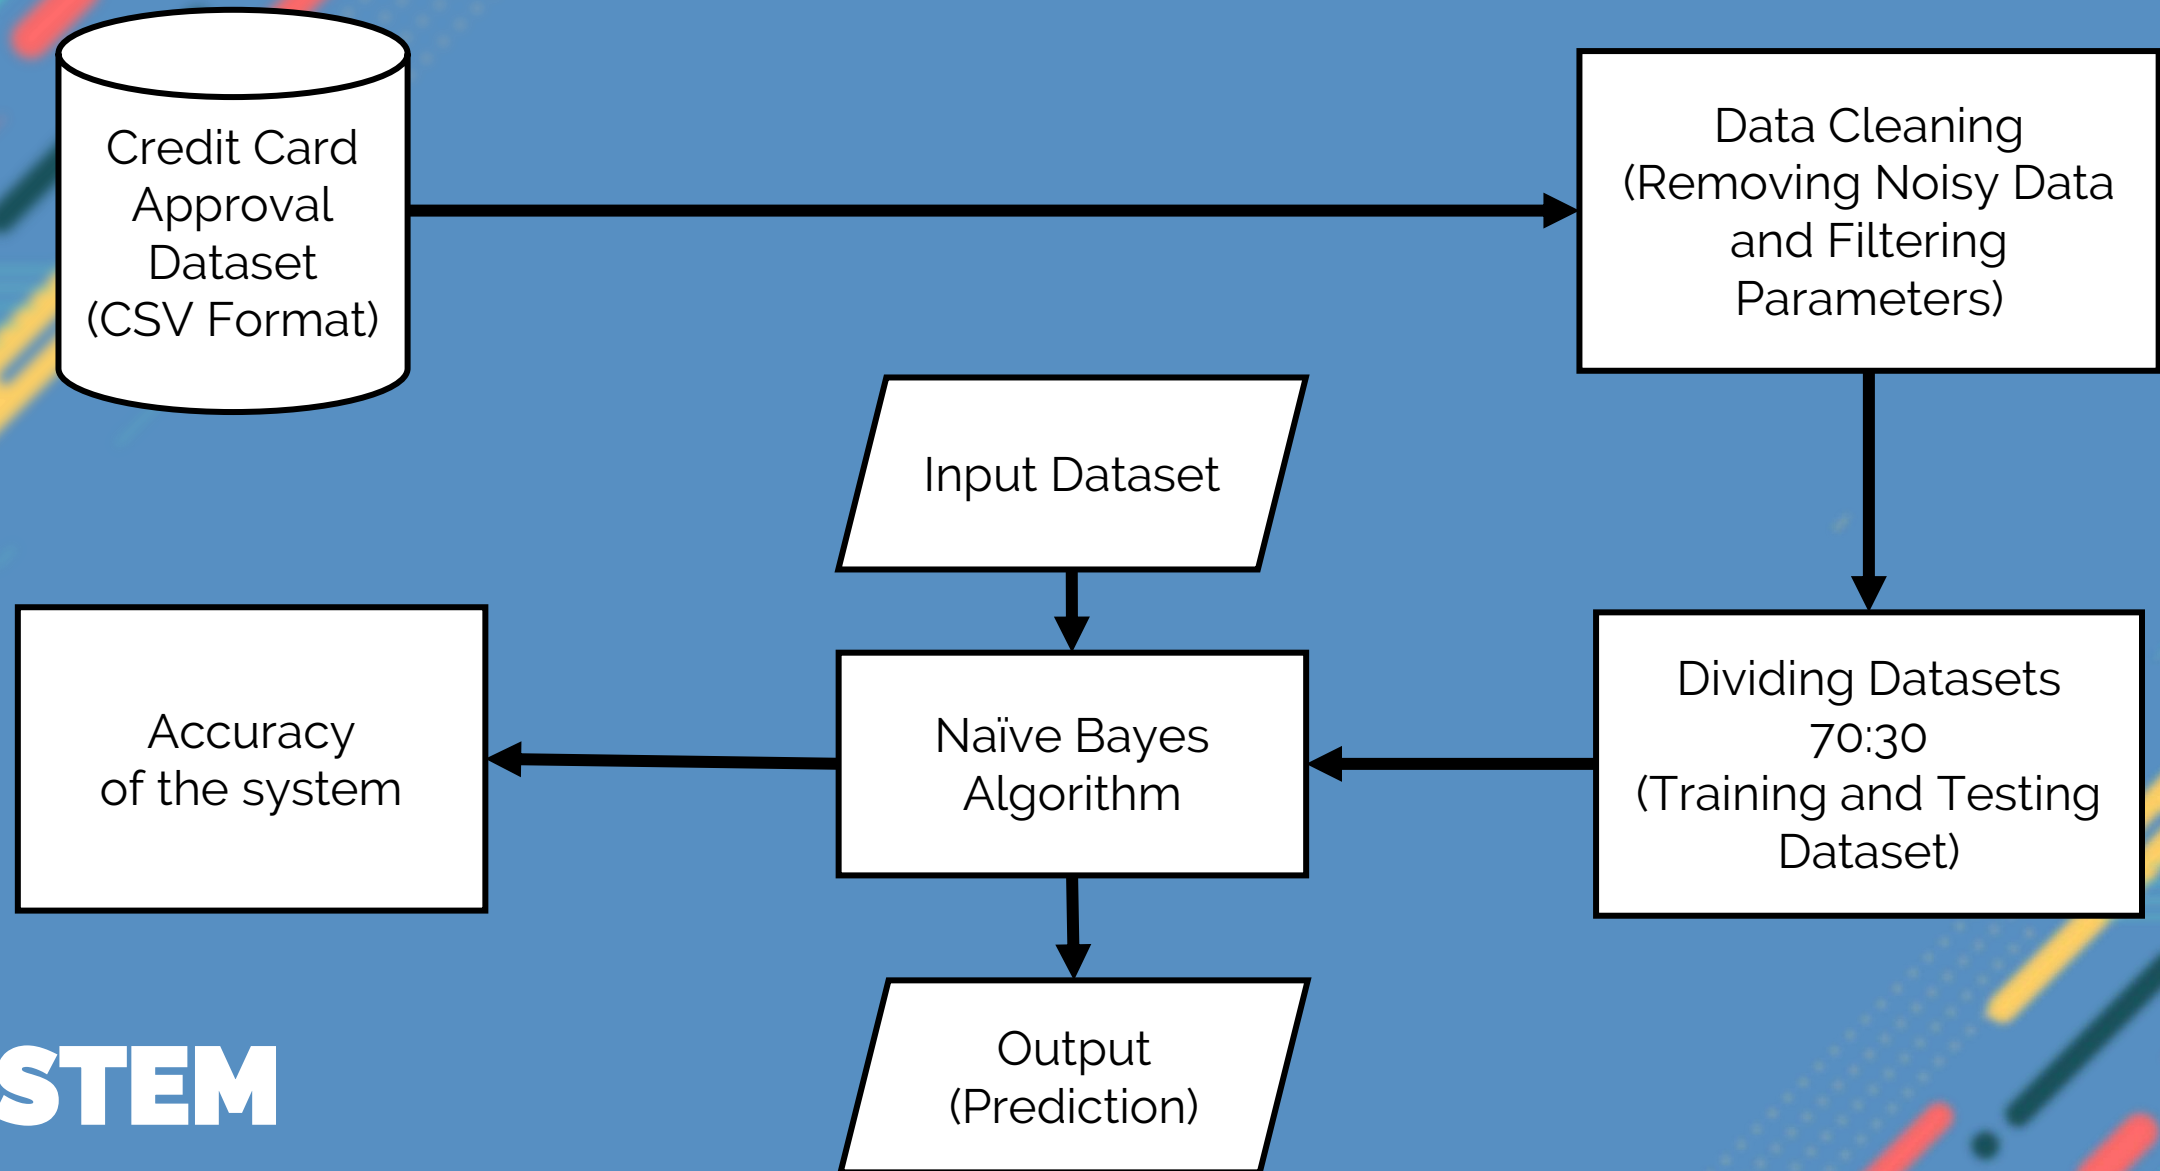 Credit Card
Approval
Dataset
(CSV Format)
Data Cleaning
(Removing Noisy Data
and Filtering
Parameters)
Input Dataset
Accuracy
of the system
Naïve Bayes
Algorithm
Dividing Datasets
70:30
(Training and Testing
Dataset)
Output
(Prediction)
STEM